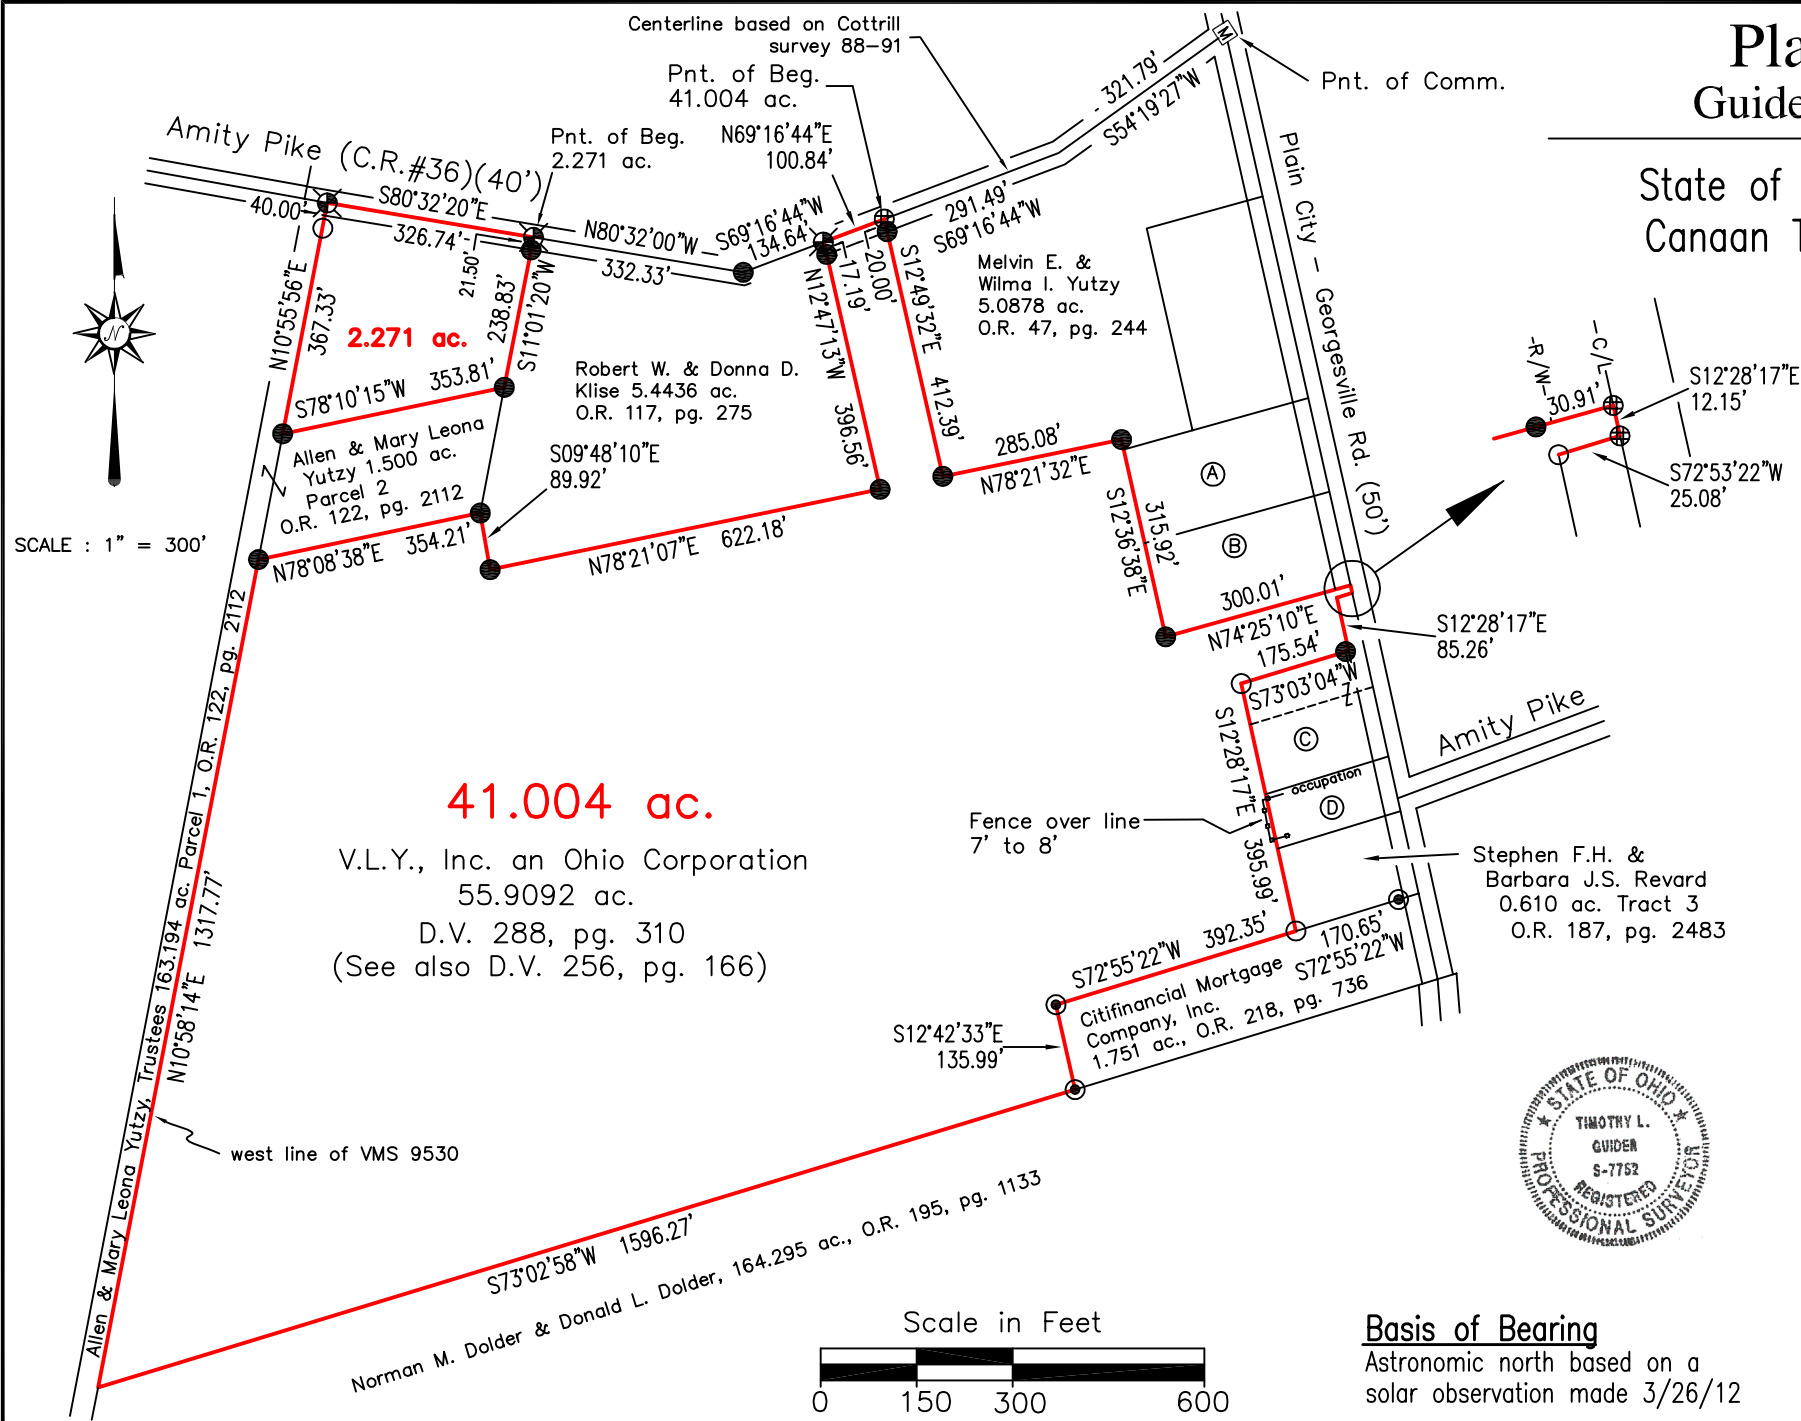 Centerline based on Cottrill
survey 88-91
Pnt. of Beg.
41.004 ac.
Pla
Guide
State of
Canaan T
Pnt. of Comm.
321.79'
S54°19'27"W
Amity Pike (C.R.#36)(40')
Pnt. of Beg.
2.271 ac.
N69°16'44"E
100.84'
S80°32'20"E
40.00'
326.74'
21.50'
N80°32'00"W
332.33'
S69°16'44"W
134.64'
17.19'
20.00'
291.49'
S69°16'44"W
Plain City - Georgesville Rd. (50')
Melvin E. &
Wilma I. Yutzy
5.0878 ac.
O.R. 47, pg. 244
N10°55'56"E
367.33'
2.271 ac.
238.83'
S11°01'20"W
S78°10'15"W 353.81'
Robert W. & Donna D.
Klise 5.4436 ac.
O.R. 117, pg. 275
N12°47'13"W
396.56'
S12°49'32"E
412.39'
Allen & Mary Leona
Yutzy 1.500 ac.
Parcel 2
O.R. 122, pg. 2112
S09°48'10"E
89.92'
N78°08'38"E 354.21'
N78°21'07"E 622.18'
285.08'
N78°21'32"E
S12°36'38"E
315.92'
A
B
-R/W-
-C/L-
30.91'
S12°28'17"E
12.15'
S72°53'22"W
25.08'
N
SCALE : 1" = 300'
300.01'
N74°25'10"E
S12°28'17"E
85.26'
175.54'
S73°03'04"W
S12°28'17"E
395.99'
C
occupation
D
Amity Pike
Fence over line
7' to 8'
Stephen F.H. &
Barbara J.S. Revard
0.610 ac. Tract 3
O.R. 187, pg. 2483
41.004 ac.
V.L.Y., Inc. an Ohio Corporation
55.9092 ac.
D.V. 288, pg. 310
(See also D.V. 256, pg. 166)
Allen & Mary Leona Yutzy, Trustees 163.194 ac. Parcel 1, O.R. 122, pg. 2112
N10°58'14"E 1317.77'
west line of VMS 9530
S72°55'22"W 392.35'
170.65'
S72°55'22"W
Citifinancial Mortgage
Company, Inc.
1.751 ac., O.R. 218, pg. 736
S12°42'33"E
135.99'
S73°02'58"W 1596.27'
Norman M. Dolder & Donald L. Dolder, 164.295 ac., O.R. 195, pg. 1133
STATE OF OHIO
TIMOTHY L.
GUIDER
S-7752
REGISTERED
PROFESSIONAL SURVEYOR
Scale in Feet
0 150 300 600
Basis of Bearing
Astronomic north based on a
solar observation made 3/26/12
M
Z
Z